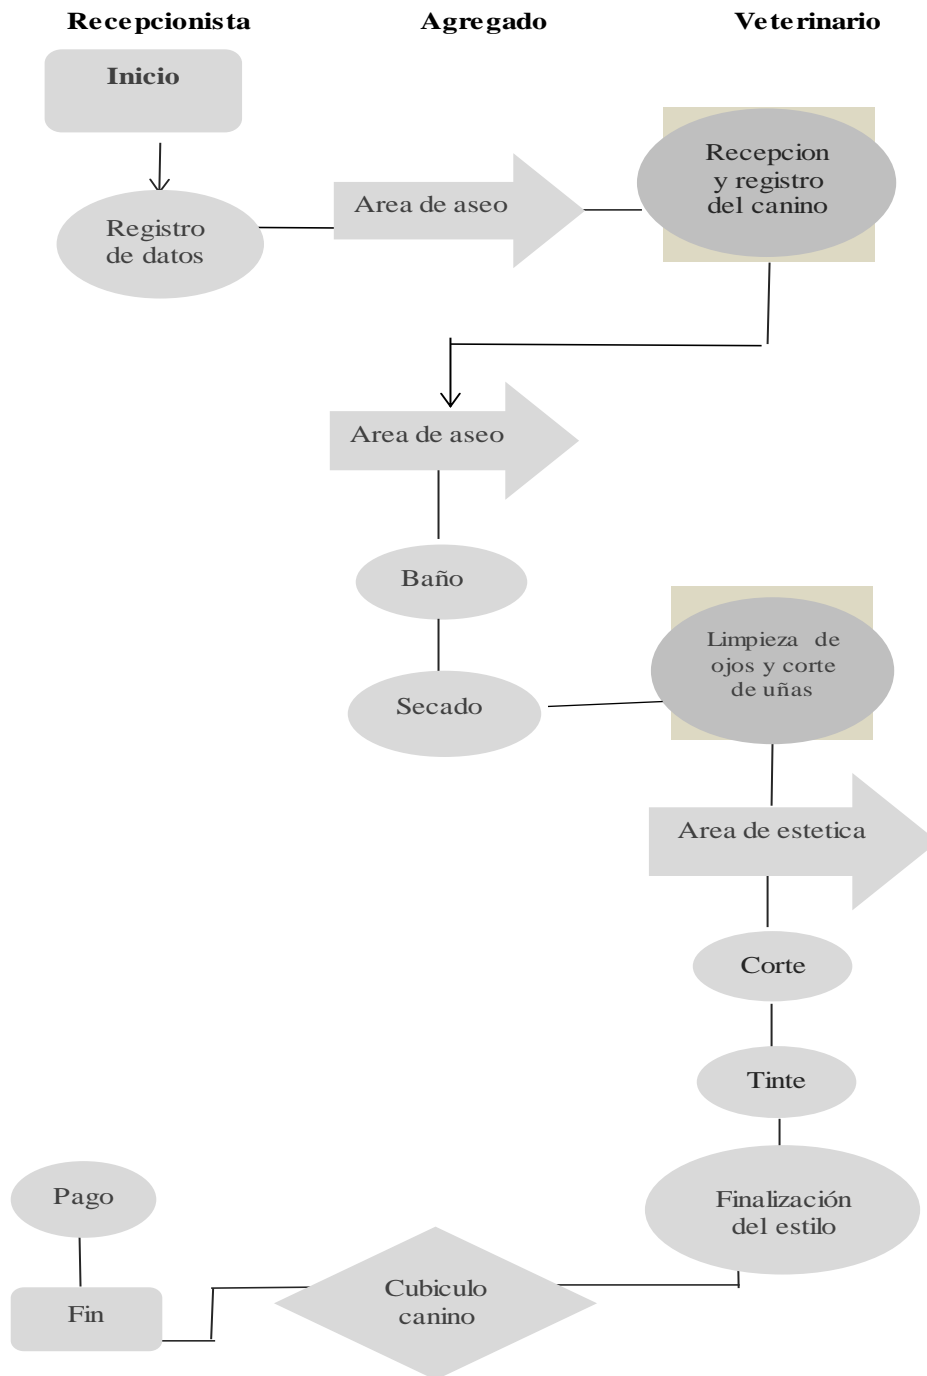 Recepcionista Agregado Veterinario
Inicio
Registro
de datos
Area de aseo
Recepcion
y registro
del canino
Area de aseo
Baño
Secado
Limpieza de
ojos y corte
de uñas
Area de estetica
Corte
Tinte
Finalización
del estilo
Cubiculo
canino
Pago
Fin